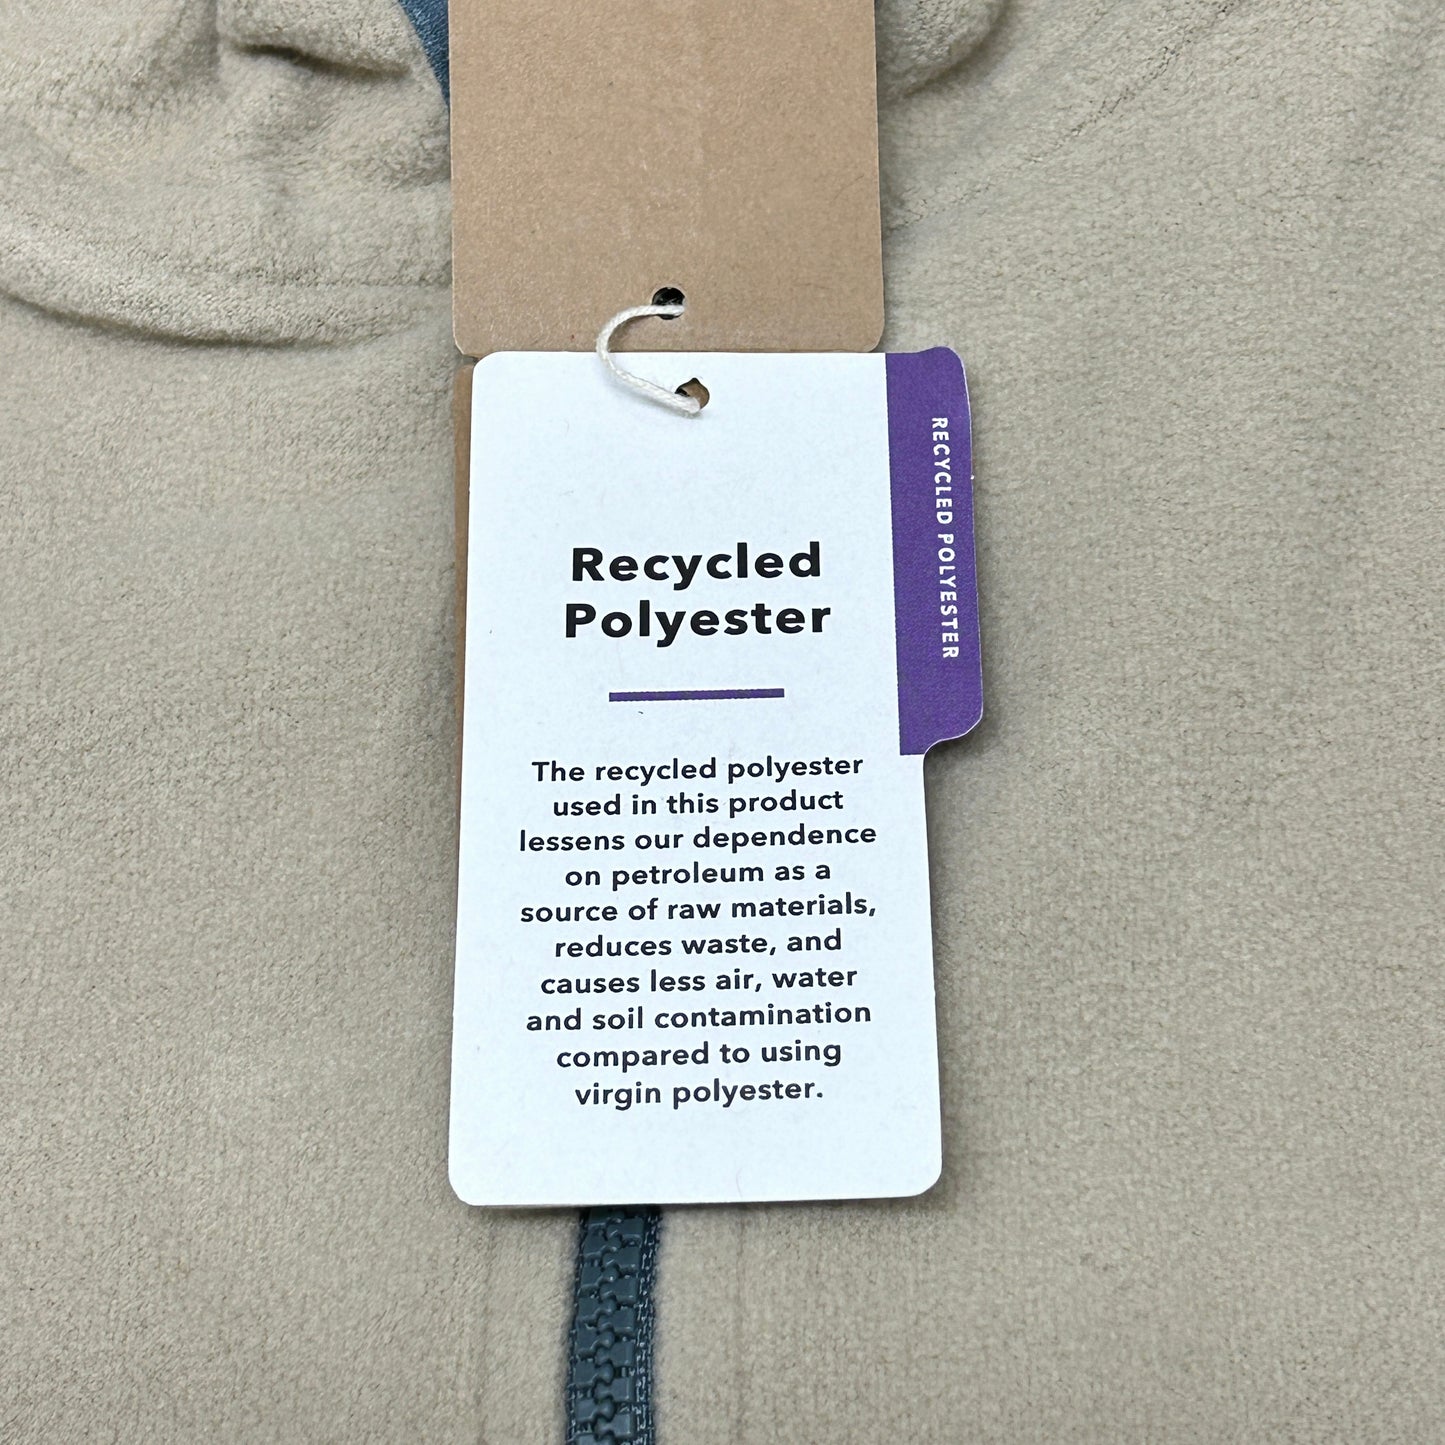 Recycled
Polyester
RECYCLED POLYESTER
The recycled polyester
used in this product
lessens our dependence
on petroleum as a
source of raw materials,
reduces waste, and
causes less air, water
and soil contamination
compared to using
virgin polyester.